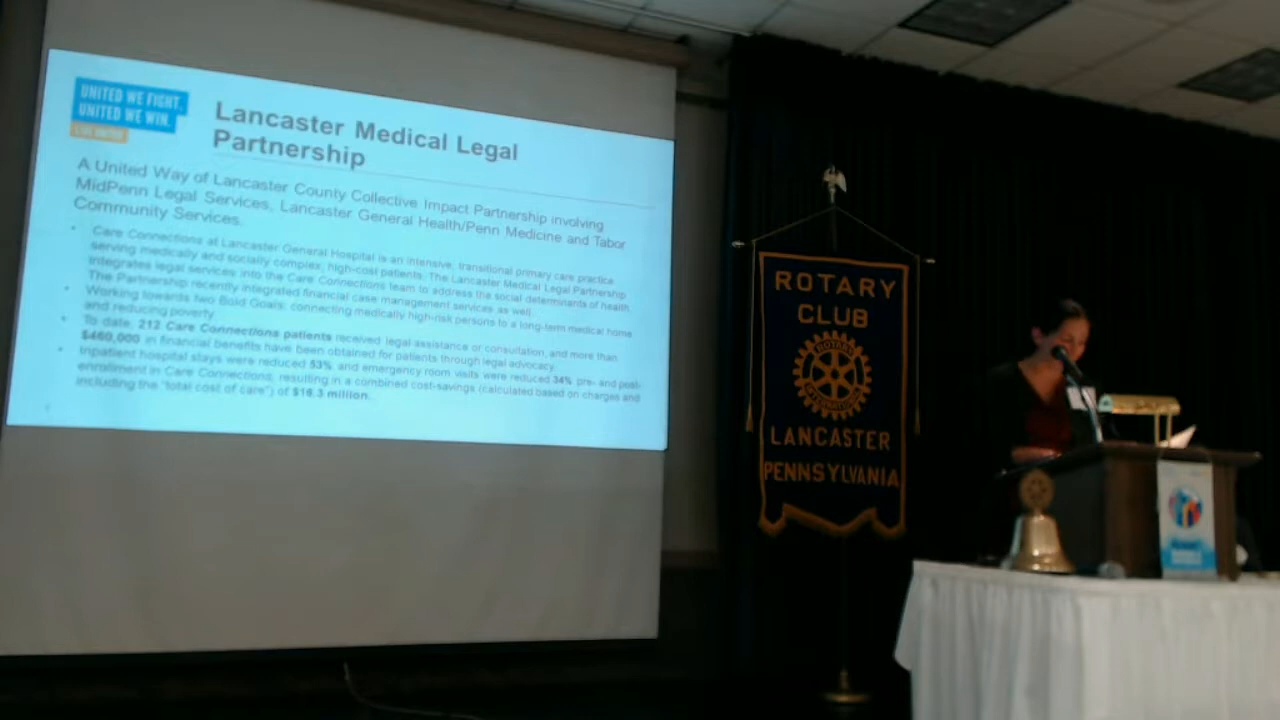 UNITED WE FIGHT.
UNITED WE WIN.
LIVE UNITED
Lancaster Medical Legal
Partnership
A United Way of Lancaster County Collective Impact Partnership involving
MidPenn Legal Services, Lancaster General Health/Penn Medicine and Tabor
Community Services.
• Care Connections at Lancaster General Hospital is an intensive, transitional primary care practice
serving medically and socially complex, high-cost patients. The Lancaster Medical Legal Partnership
integrates legal services into the Care Connections team to address the social determinants of health.
The Partnership recently integrated financial case management services as well.
• Working towards two Bold Goals: connecting medically high-risk persons to a long-term medical home
and reducing poverty
• To date, 212 Care Connections patients received legal assistance or consultation, and more than
$460,000 in financial benefits have been obtained for patients through legal advocacy.
• Inpatient hospital stays were reduced 53% and emergency room visits were reduced 34% pre- and post-
enrollment in Care Connections, resulting in a combined cost-savings (calculated based on charges and
including the "total cost of care") of $16.3 million.
ROTARY
CLUB
ROTARY
INTERNATIONAL
LANCASTER
PENNSYLVANIA